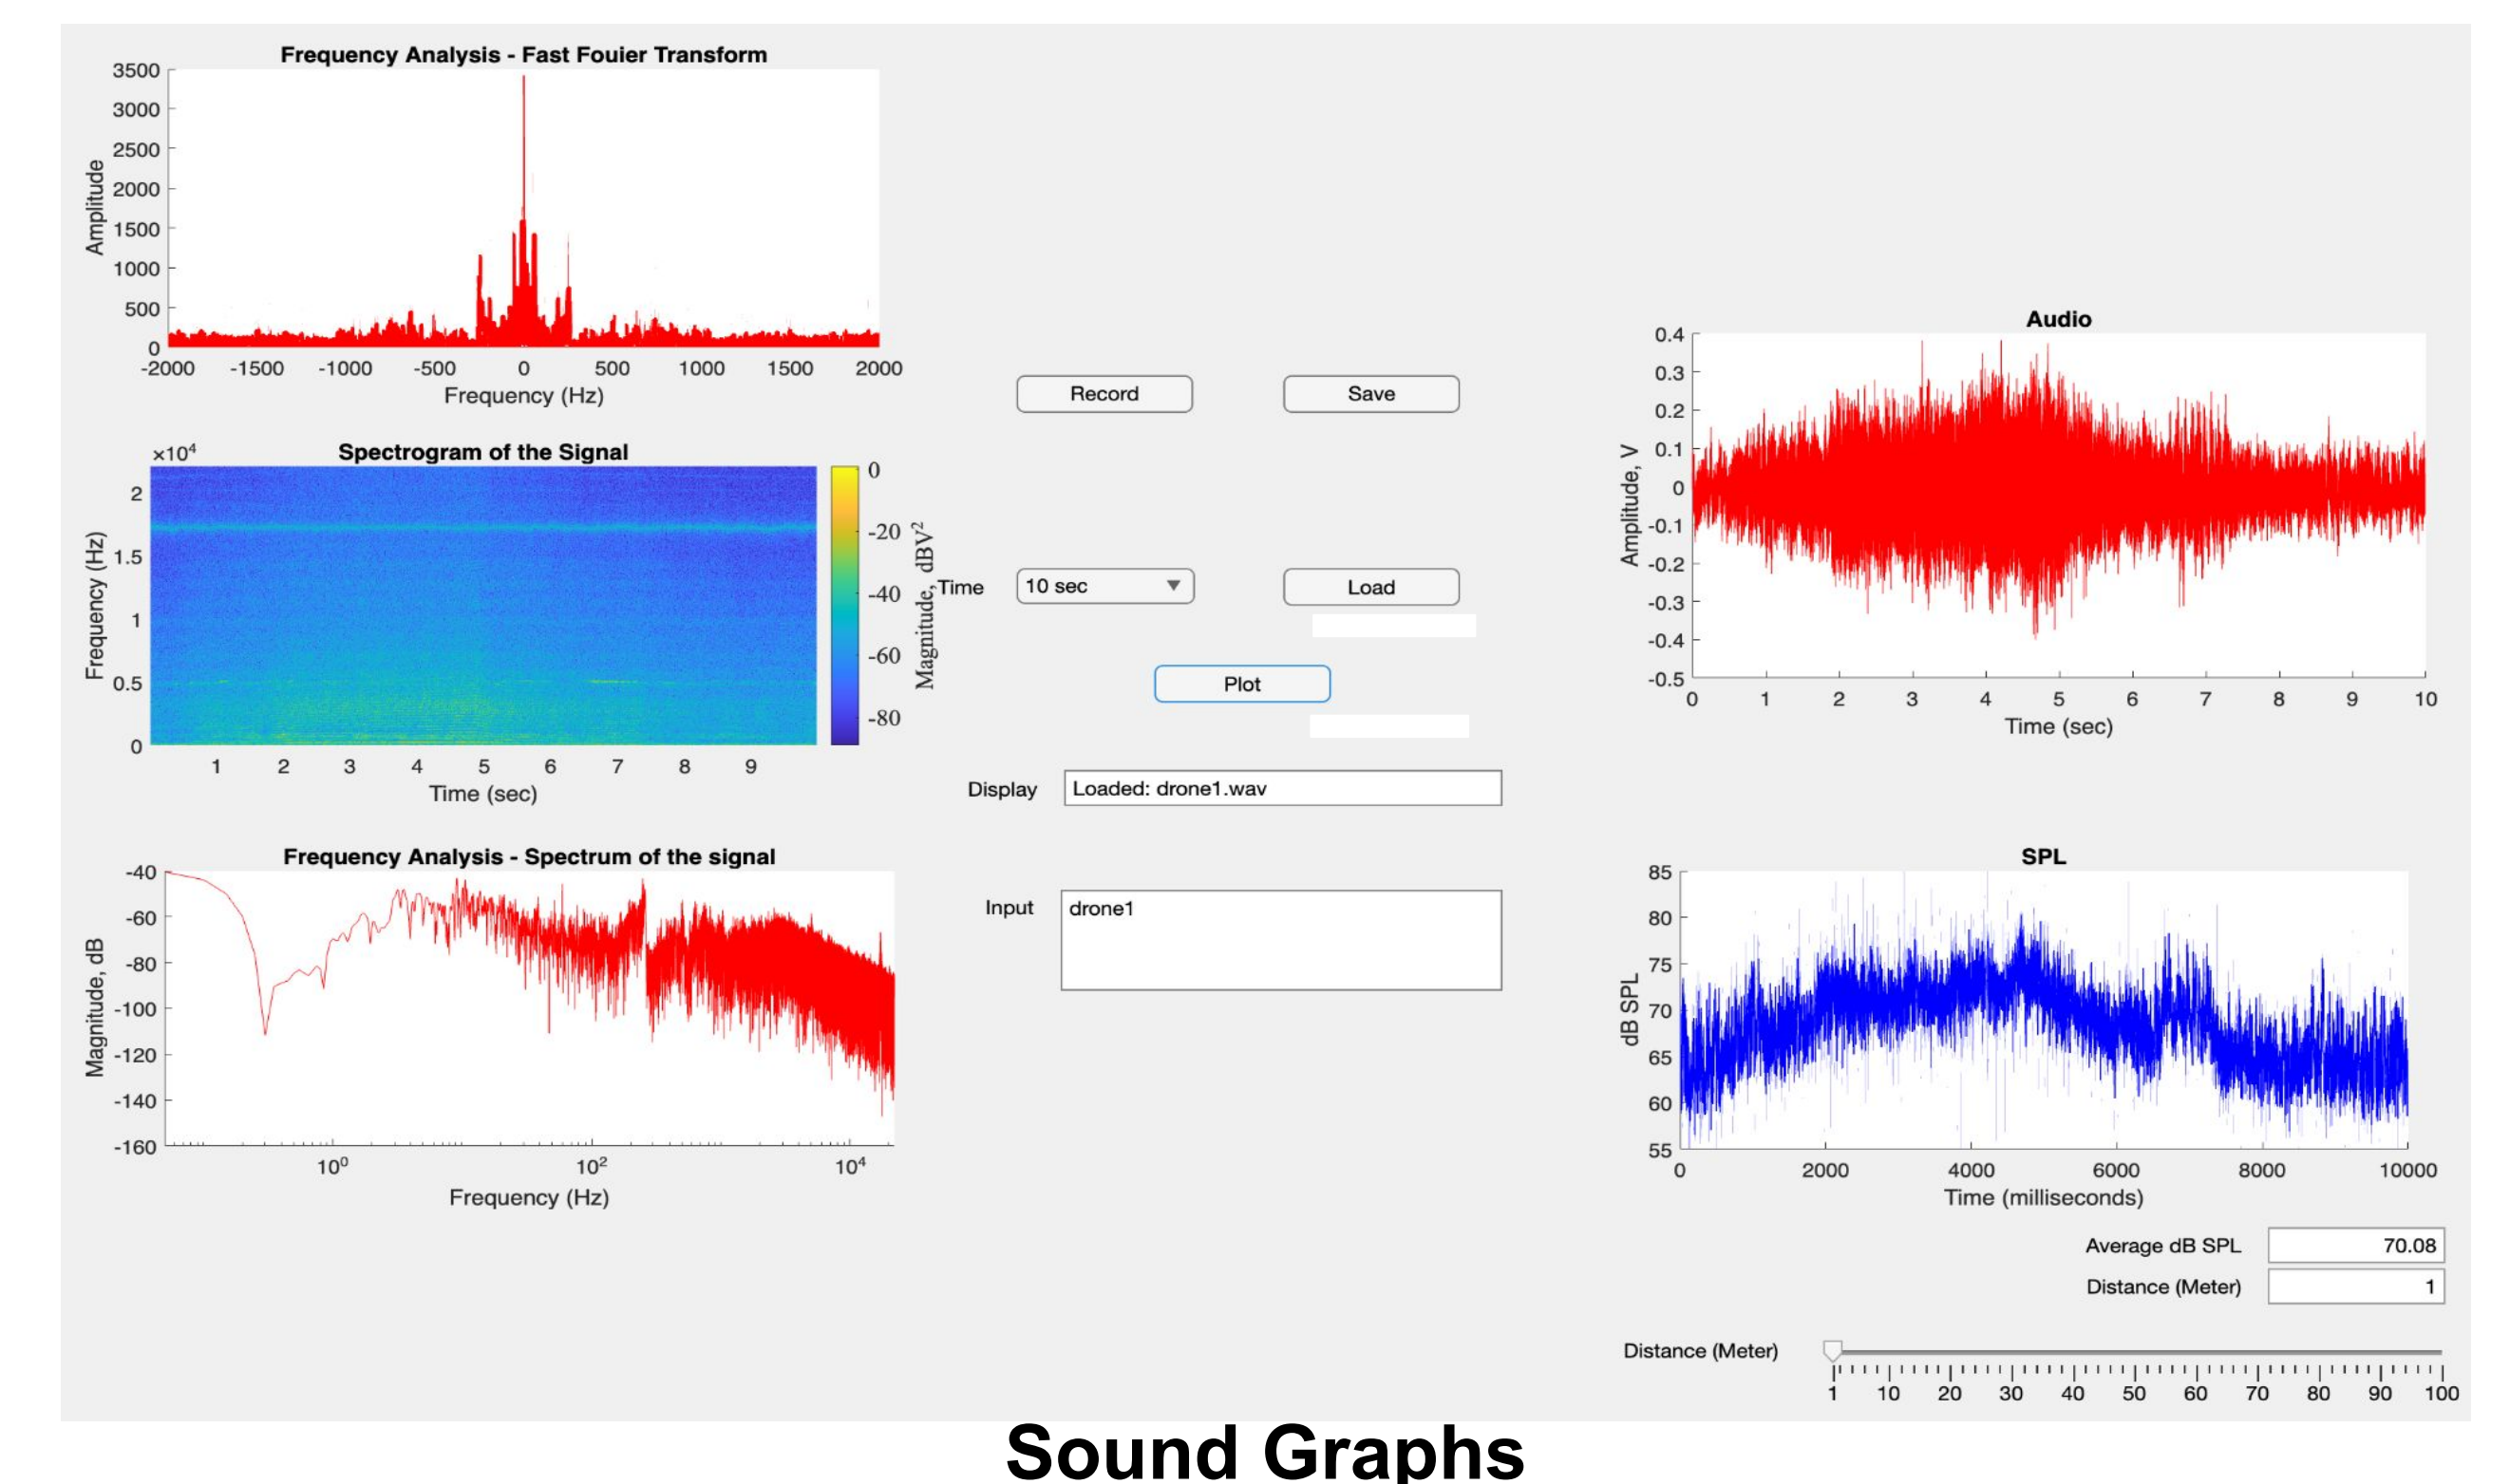 Frequency Analysis - Fast Fouier Transform
3500
3000
2500
2000
1500
1000
500
0
Amplitude
-2000 -1500 -1000 -500 0 500 1000 1500 2000
Frequency (Hz)
Spectrogram of the Signal
×10⁴
2
1.5
1
0.5
0
Frequency (Hz)
1 2 3 4 5 6 7 8 9
Time (sec)
0
-20
-40
-60
-80
Magnitude, dBV²
Frequency Analysis - Spectrum of the signal
-40
-60
-80
-100
-120
-140
-160
Magnitude, dB
10⁰ 10² 10⁴
Frequency (Hz)
Record Save
Time 10 sec Load
Plot
Display Loaded: drone1.wav
Input drone1
Audio
0.4
0.3
0.2
0.1
0
-0.1
-0.2
-0.3
-0.4
-0.5
Amplitude, V
0 1 2 3 4 5 6 7 8 9 10
Time (sec)
SPL
85
80
75
70
65
60
55
dB SPL
0 2000 4000 6000 8000 10000
Time (milliseconds)
Average dB SPL 70.08
Distance (Meter) 1
Distance (Meter)
1 10 20 30 40 50 60 70 80 90 100
Sound Graphs